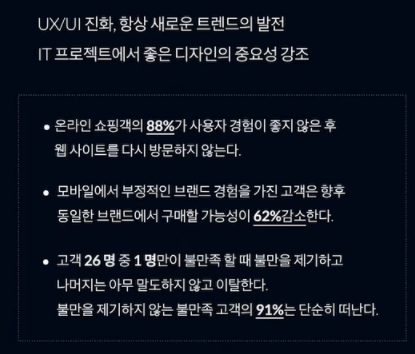 UX/UI 진화, 항상 새로운 트렌드의 발전
IT 프로젝트에서 좋은 디자인의 중요성 강조
• 온라인 쇼핑객의 88%가 사용자 경험이 좋지 않은 후
웹 사이트를 다시 방문하지 않는다.
• 모바일에서 부정적인 브랜드 경험을 가진 고객은 향후
동일한 브랜드에서 구매할 가능성이 62%감소한다.
• 고객 26 명 중 1 명만이 불만족 할 때 불만을 제기하고
나머지는 아무 말도하지 않고 이탈한다.
불만을 제기하지 않는 불만족 고객의 91%는 단순히 떠난다.